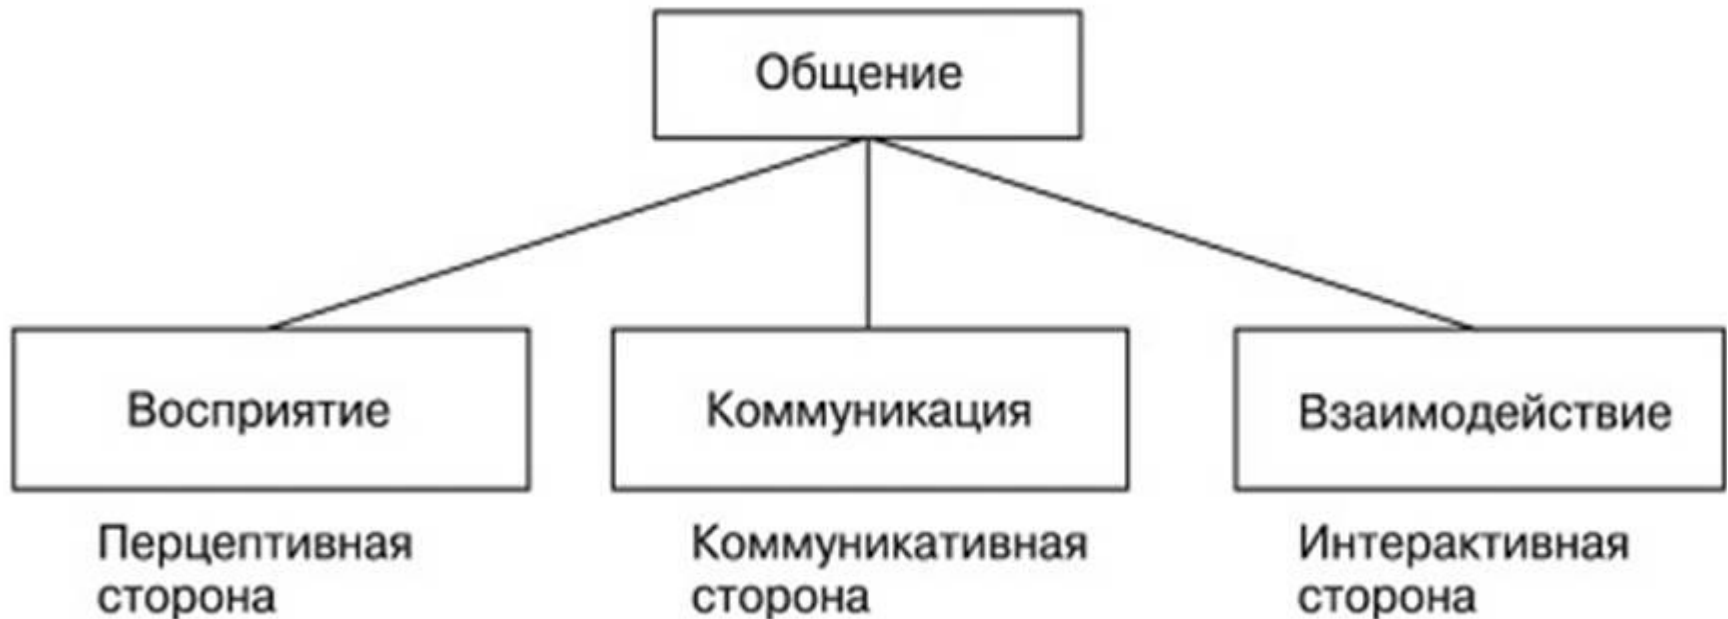 Общение
Восприятие
Коммуникация
Взаимодействие
Перцептивная
сторона
Коммуникативная
сторона
Интерактивная
сторона